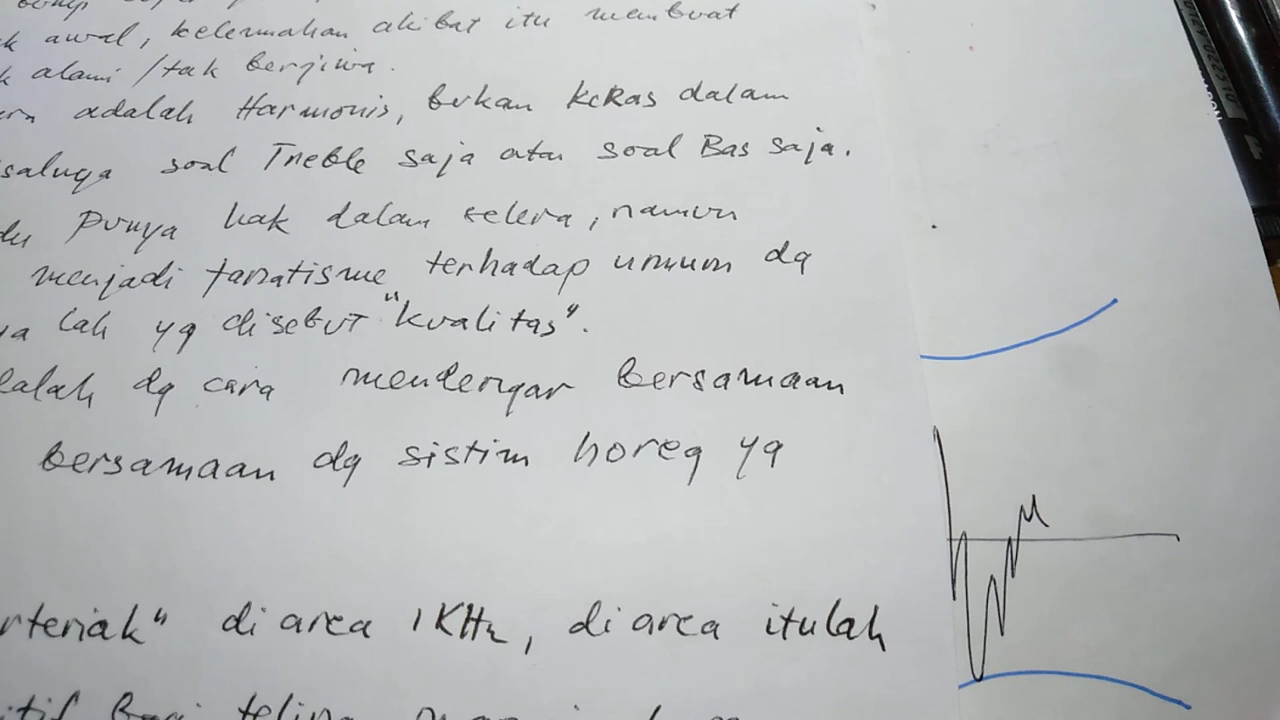 awal, kelemahan akibat itu membuat
alami / tak berjiwa.
adalah Harmonis, bukan keras dalam
soal Treble saja atau soal Bas saja.
punya hak dalam selera, namun
menjadi fanatisme terhadap umum dg
lah yg disebut "kualitas".
dg cara mendengar bersamaan
bersamaan dg sistim horeg yg
di area 1KHz, di area itulah